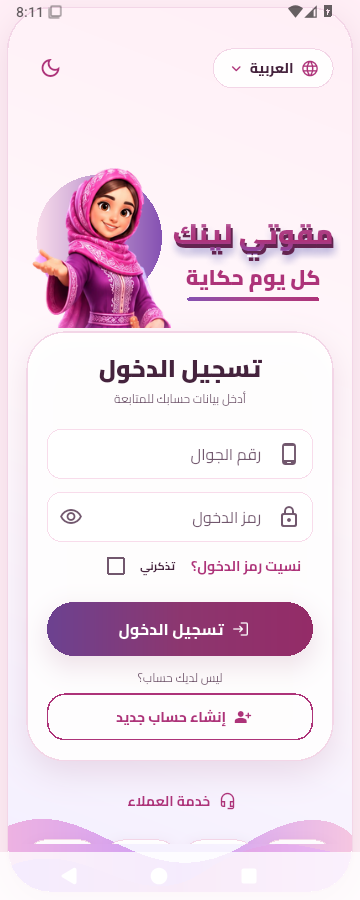 8:11
العربية
مقوتي لينك
كل يوم حكاية
تسجيل الدخول
أدخل بيانات حسابك للمتابعة
رقم الجوال
رمز الدخول
نسيت رمز الدخول؟ تذكرني
تسجيل الدخول
ليس لديك حساب؟
إنشاء حساب جديد
خدمة العملاء